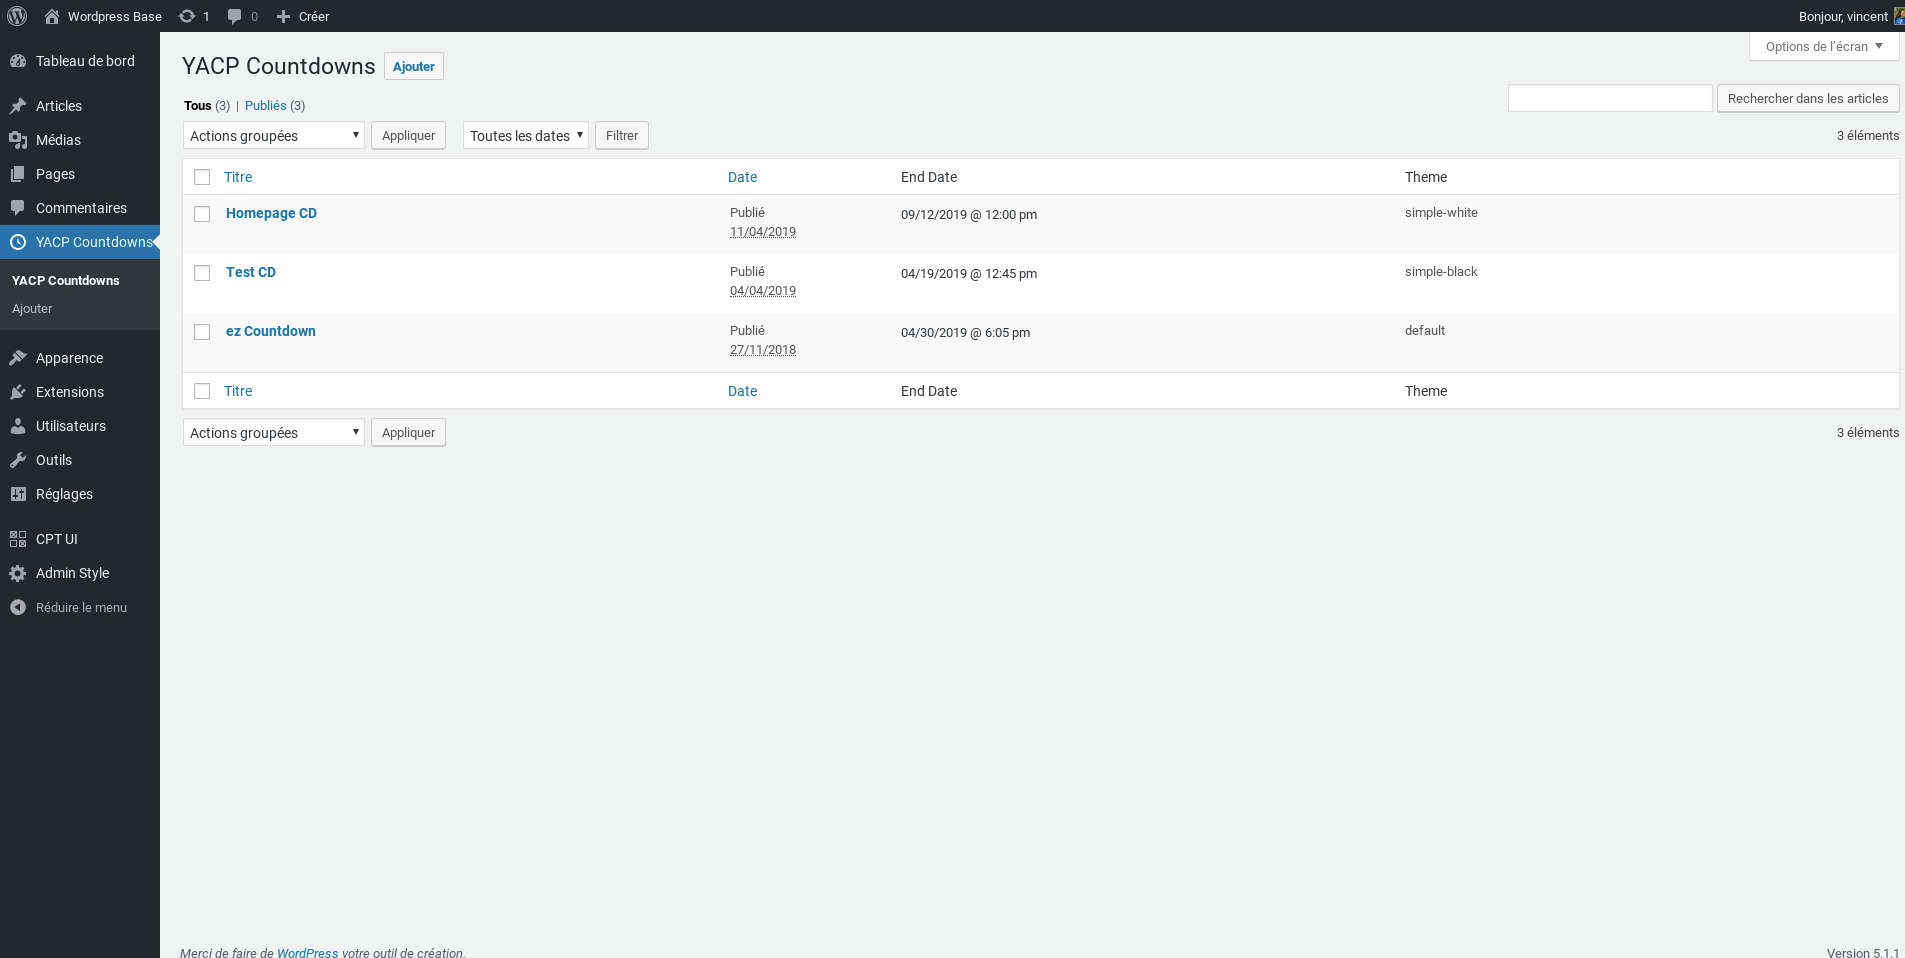 Wordpress Base 1 0 Créer Bonjour, vincent
Tableau de bord
Articles
Médias
Pages
Commentaires
YACP Countdowns
YACP Countdowns
Ajouter
Apparence
Extensions
Utilisateurs
Outils
Réglages
CPT UI
Admin Style
Réduire le menu
Options de l'écran
YACP Countdowns Ajouter
Tous (3) | Publiés (3)
Rechercher dans les articles
Actions groupées Appliquer Toutes les dates Filtrer 3 éléments
Titre Date End Date Theme
Homepage CD Publié 09/12/2019 @ 12:00 pm simple-white
11/04/2019
Test CD Publié 04/19/2019 @ 12:45 pm simple-black
04/04/2019
ez Countdown Publié 04/30/2019 @ 6:05 pm default
27/11/2018
Titre Date End Date Theme
Actions groupées Appliquer 3 éléments
Merci de faire de WordPress votre outil de création. Version 5.1.1